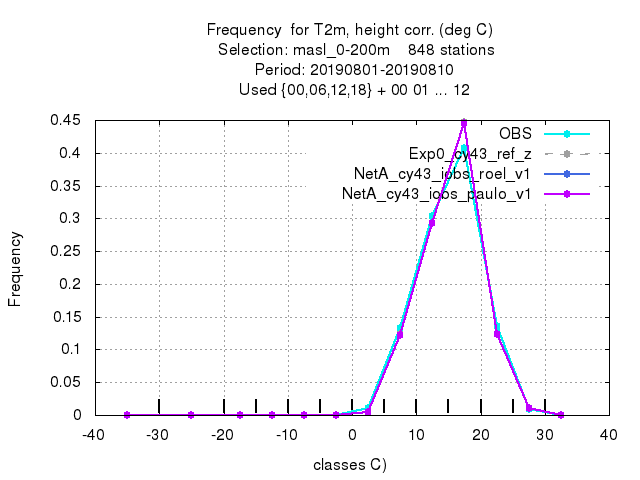 Frequency  for T2m, height corr. (deg C)
Selection: masl_0-200m    848 stations
Period: 20190801-20190810
Used {00,06,12,18} + 00 01 ... 12
OBS
Exp0_cy43_ref_z
NetA_cy43_iobs_roel_v1
NetA_cy43_iobs_paulo_v1
0.45
0.4
0.35
0.3
0.25
0.2
0.15
0.1
0.05
0
Frequency
-40 -30 -20 -10 0 10 20 30 40
classes C)